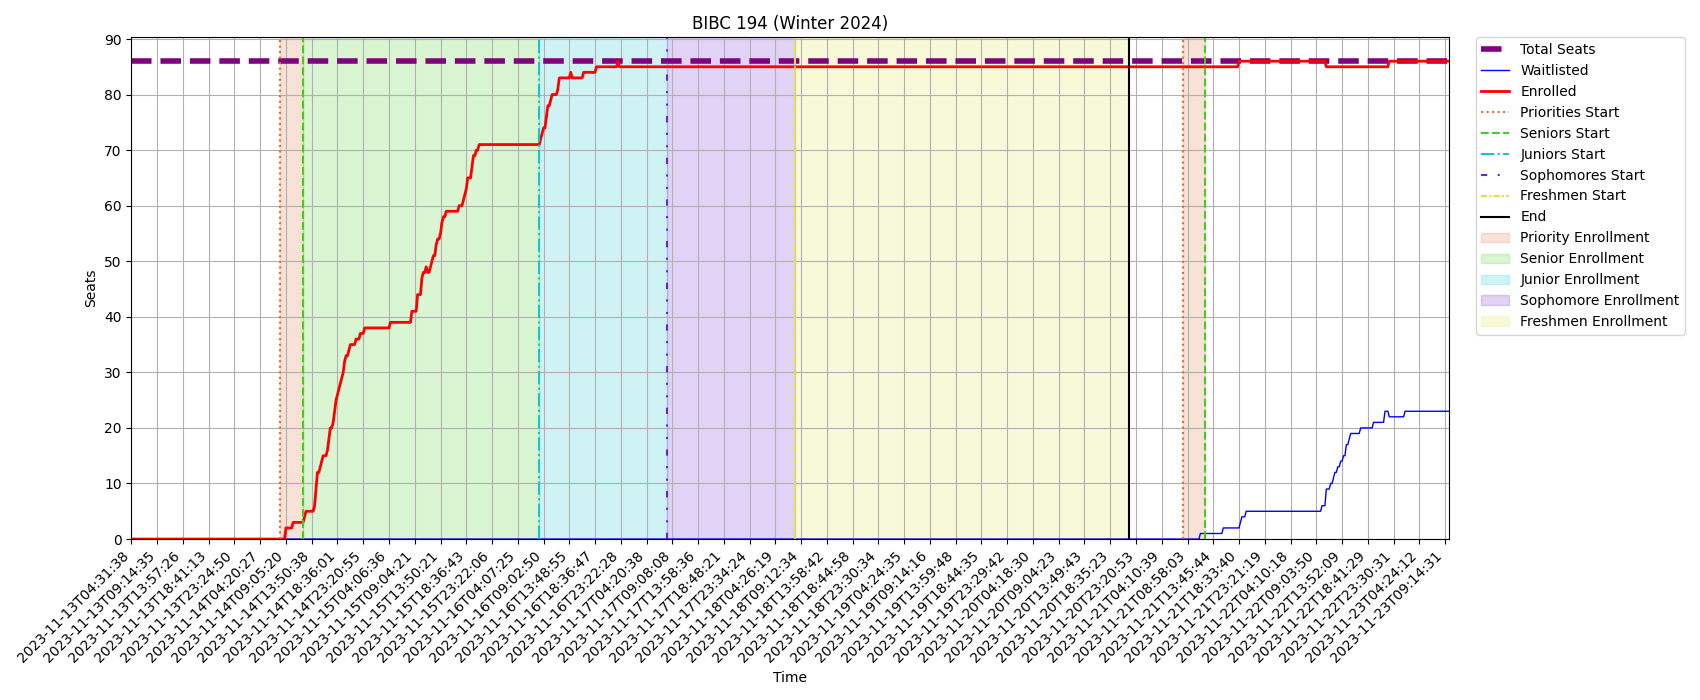 BIBC 194 (Winter 2024)
90
80
70
60
50
40
30
20
10
0
Seats
2023-11-13T04:31:38
2023-11-13T09:14:35
2023-11-13T13:57:26
2023-11-13T18:41:13
2023-11-13T23:24:50
2023-11-14T04:20:27
2023-11-14T09:05:20
2023-11-14T13:50:38
2023-11-14T18:36:01
2023-11-14T23:20:55
2023-11-15T04:06:36
2023-11-15T09:04:21
2023-11-15T13:50:21
2023-11-15T18:36:43
2023-11-15T23:22:06
2023-11-16T04:07:25
2023-11-16T09:02:50
2023-11-16T13:48:55
2023-11-16T18:36:47
2023-11-16T23:22:28
2023-11-17T04:20:38
2023-11-17T09:08:08
2023-11-17T13:58:36
2023-11-17T18:48:21
2023-11-17T23:34:24
2023-11-18T04:26:19
2023-11-18T09:12:34
2023-11-18T13:58:42
2023-11-18T18:44:58
2023-11-18T23:30:34
2023-11-19T04:24:35
2023-11-19T09:14:16
2023-11-19T13:59:48
2023-11-19T18:44:35
2023-11-19T23:29:42
2023-11-20T04:18:30
2023-11-20T09:04:23
2023-11-20T13:49:43
2023-11-20T18:35:23
2023-11-20T23:20:53
2023-11-21T04:10:39
2023-11-21T08:58:03
2023-11-21T13:45:44
2023-11-21T18:33:40
2023-11-21T23:21:19
2023-11-22T04:10:18
2023-11-22T09:03:50
2023-11-22T13:52:09
2023-11-22T18:41:29
2023-11-22T23:30:31
2023-11-23T04:24:12
2023-11-23T09:14:31
Time
Total Seats
Waitlisted
Enrolled
Priorities Start
Seniors Start
Juniors Start
Sophomores Start
Freshmen Start
End
Priority Enrollment
Senior Enrollment
Junior Enrollment
Sophomore Enrollment
Freshmen Enrollment